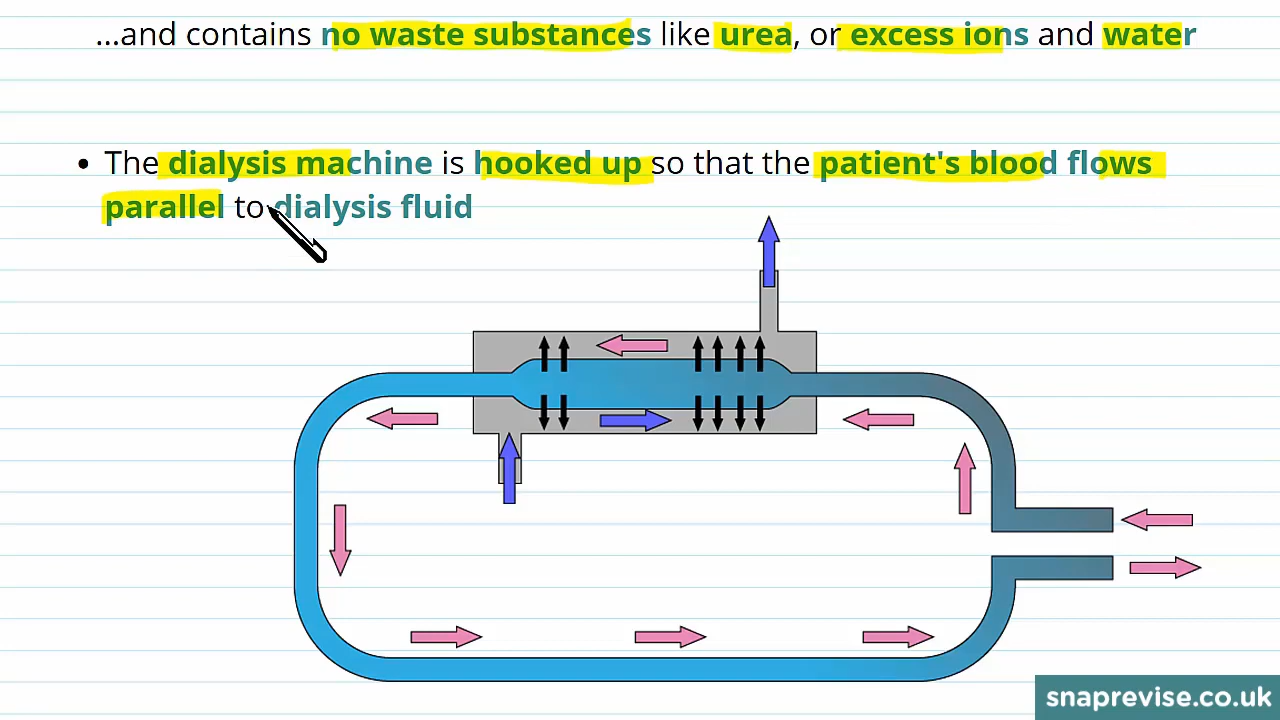 ...and contains no waste substances like urea, or excess ions and water
• The dialysis machine is hooked up so that the patient's blood flows
parallel to dialysis fluid
snaprevise.co.uk